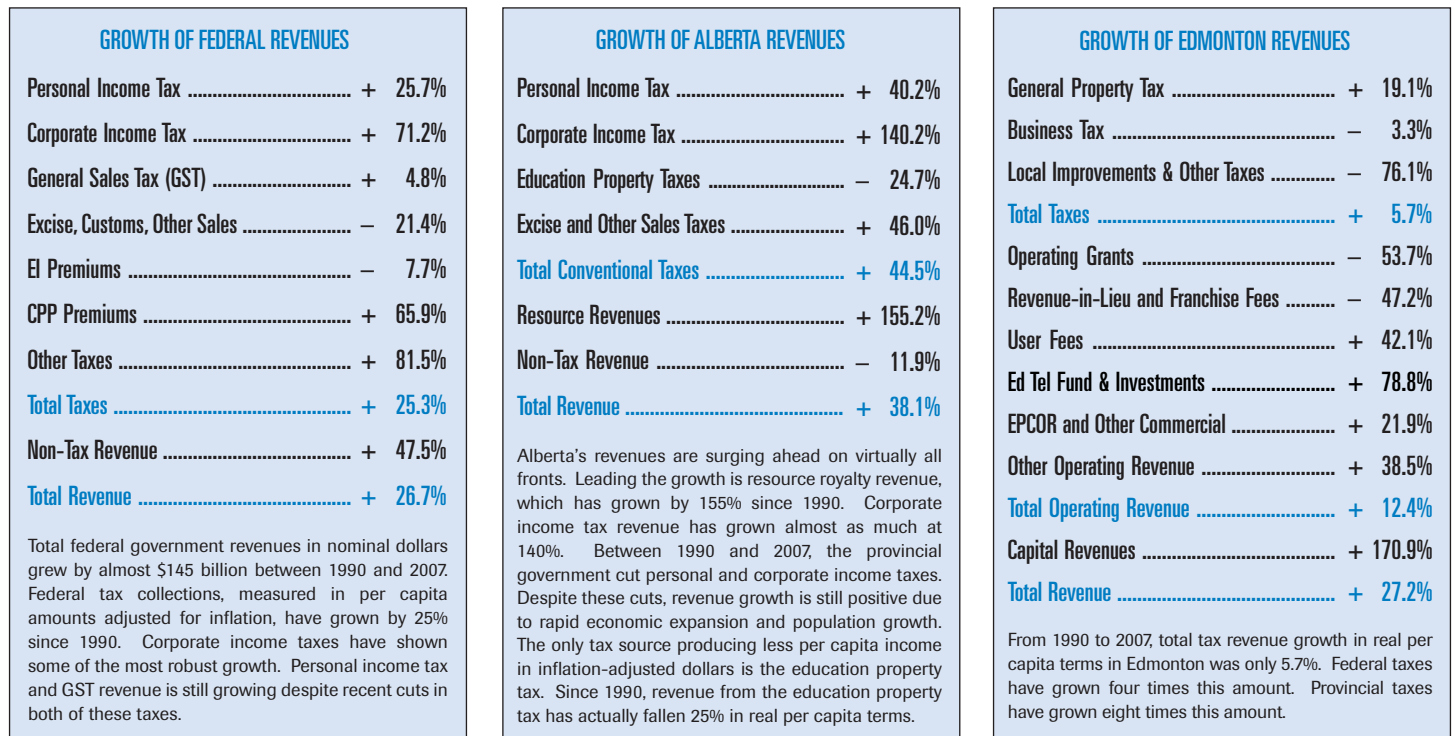 GROWTH OF FEDERAL REVENUES
Personal Income Tax .................................. + 25.7%
Corporate Income Tax ................................. + 71.2%
General Sales Tax (GST) ............................. + 4.8%
Excise, Customs, Other Sales ....................... – 21.4%
EI Premiums .............................................. – 7.7%
CPP Premiums ........................................... + 65.9%
Other Taxes ................................................ + 81.5%
Total Taxes ................................................. + 25.3%
Non-Tax Revenue ....................................... + 47.5%
Total Revenue ............................................ + 26.7%
Total federal government revenues in nominal dollars
grew by almost $145 billion between 1990 and 2007.
Federal tax collections, measured in per capita
amounts adjusted for inflation, have grown by 25%
since 1990. Corporate income taxes have shown
some of the most robust growth. Personal income tax
and GST revenue is still growing despite recent cuts in
both of these taxes.
GROWTH OF ALBERTA REVENUES
Personal Income Tax ................................... + 40.2%
Corporate Income Tax .................................. + 140.2%
Education Property Taxes ............................ – 24.7%
Excise and Other Sales Taxes ........................ + 46.0%
Total Conventional Taxes ............................. + 44.5%
Resource Revenues ...................................... + 155.2%
Non-Tax Revenue ....................................... – 11.9%
Total Revenue ............................................. + 38.1%
Alberta's revenues are surging ahead on virtually all
fronts. Leading the growth is resource royalty revenue,
which has grown by 155% since 1990. Corporate
income tax revenue has grown almost as much at
140%. Between 1990 and 2007, the provincial
government cut personal and corporate income taxes.
Despite these cuts, revenue growth is still positive due
to rapid economic expansion and population growth.
The only tax source producing less per capita income
in inflation-adjusted dollars is the education property
tax. Since 1990, revenue from the education property
tax has actually fallen 25% in real per capita terms.
GROWTH OF EDMONTON REVENUES
General Property Tax .................................. + 19.1%
Business Tax .............................................. – 3.3%
Local Improvements & Other Taxes ............. – 76.1%
Total Taxes ................................................. + 5.7%
Operating Grants ........................................ – 53.7%
Revenue-in-Lieu and Franchise Fees .......... – 47.2%
User Fees .................................................. + 42.1%
Ed Tel Fund & Investments .......................... + 78.8%
EPCOR and Other Commercial ...................... + 21.9%
Other Operating Revenue ............................ + 38.5%
Total Operating Revenue ............................. + 12.4%
Capital Revenues ........................................ + 170.9%
Total Revenue ............................................. + 27.2%
From 1990 to 2007, total tax revenue growth in real per
capita terms in Edmonton was only 5.7%. Federal taxes
have grown four times this amount. Provincial taxes
have grown eight times this amount.